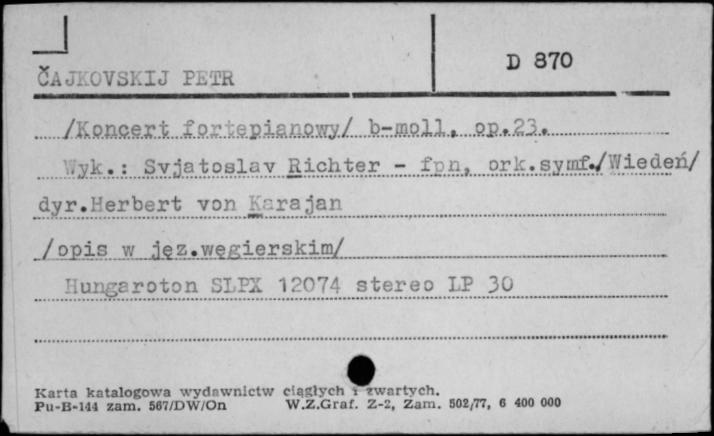 D 870
ČAJKOVSKIJ PETR
/Koncert fortepianowy/ b-moll, op.23.
Wyk.: Svjatoslav Richter - fpn, ork.symf./Wiedeń/
dyr.Herbert von Karajan
/opis w jęz.węgierskim/
Hungaroton SLPX 12074 stereo LP 30
Karta katalogowa wydawnictw ciągłych i zwartych.
Pu-B-144 zam. 567/DW/On W.Z.Graf. Z-2, Zam. 502/77, 6 400 000